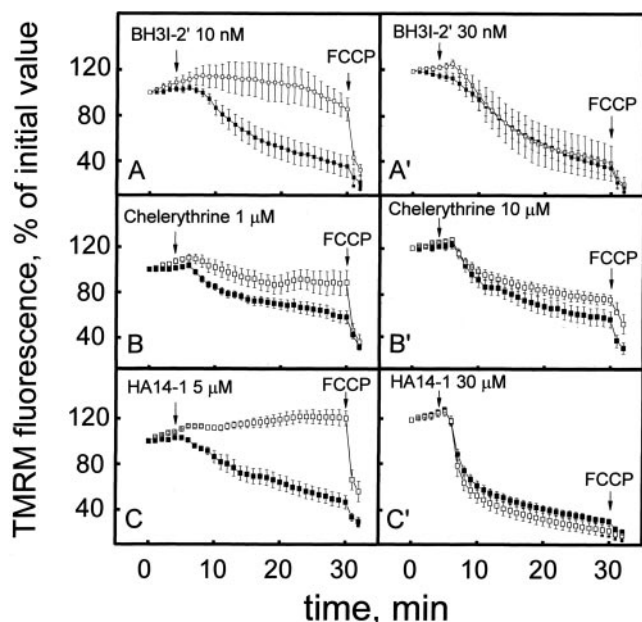 BH3I-2' 10 nM
FCCP
120
80
40
A
BH3I-2' 30 nM
FCCP
A'
Chelerythrine 1 μM
FCCP
120
80
40
B
Chelerythrine 10 μM
FCCP
B'
HA14-1 5 μM
FCCP
120
80
40
C
HA14-1 30 μM
FCCP
C'
0 10 20 30
0 10 20 30
TMRM fluorescence, % of initial value
time, min